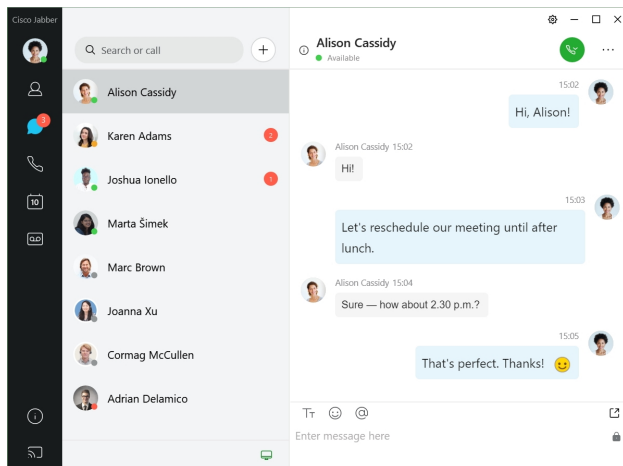 Cisco Jabber
3
10
Search or call
Alison Cassidy
Karen Adams
2
Joshua Ionello
1
Marta Šimek
Marc Brown
Joanna Xu
Cormag McCullen
Adrian Delamico
Alison Cassidy
Available
15:02
Hi, Alison!
Alison Cassidy 15:02
Hi!
15:03
Let's reschedule our meeting until after
lunch.
Alison Cassidy 15:04
Sure — how about 2.30 p.m.?
15:05
That's perfect. Thanks!
Enter message here